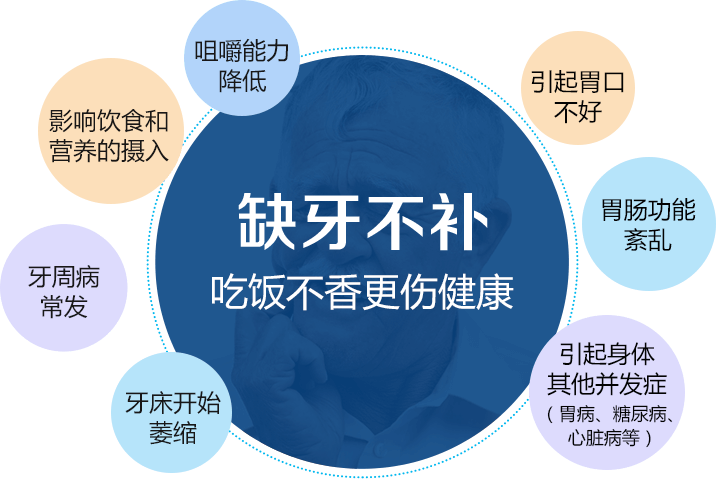 咀嚼能力
降低
引起胃口
不好
影响饮食和
营养的摄入
缺牙不补
吃饭不香更伤健康
胃肠功能
紊乱
牙周病
常发
引起身体
其他并发症
（胃病、糖尿病、
心脏病等）
牙床开始
萎缩